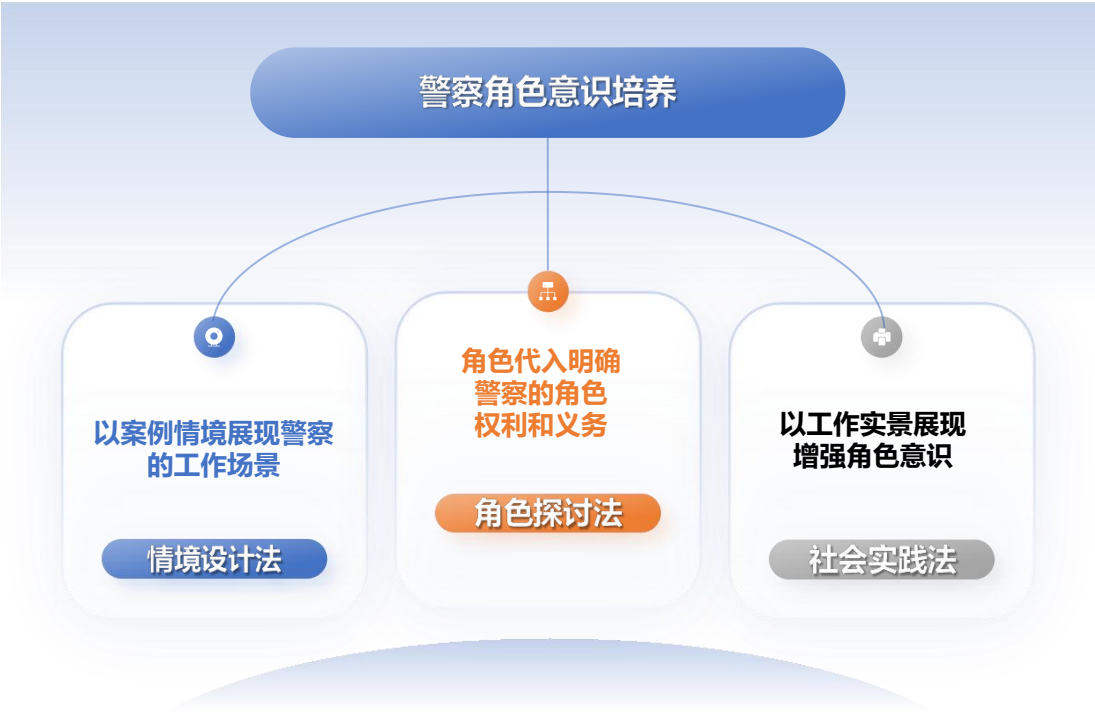 警察角色意识培养
以案例情境展现警察
的工作场景
情境设计法
角色代入明确
警察的角色
权利和义务
角色探讨法
以工作实景展现
增强角色意识
社会实践法